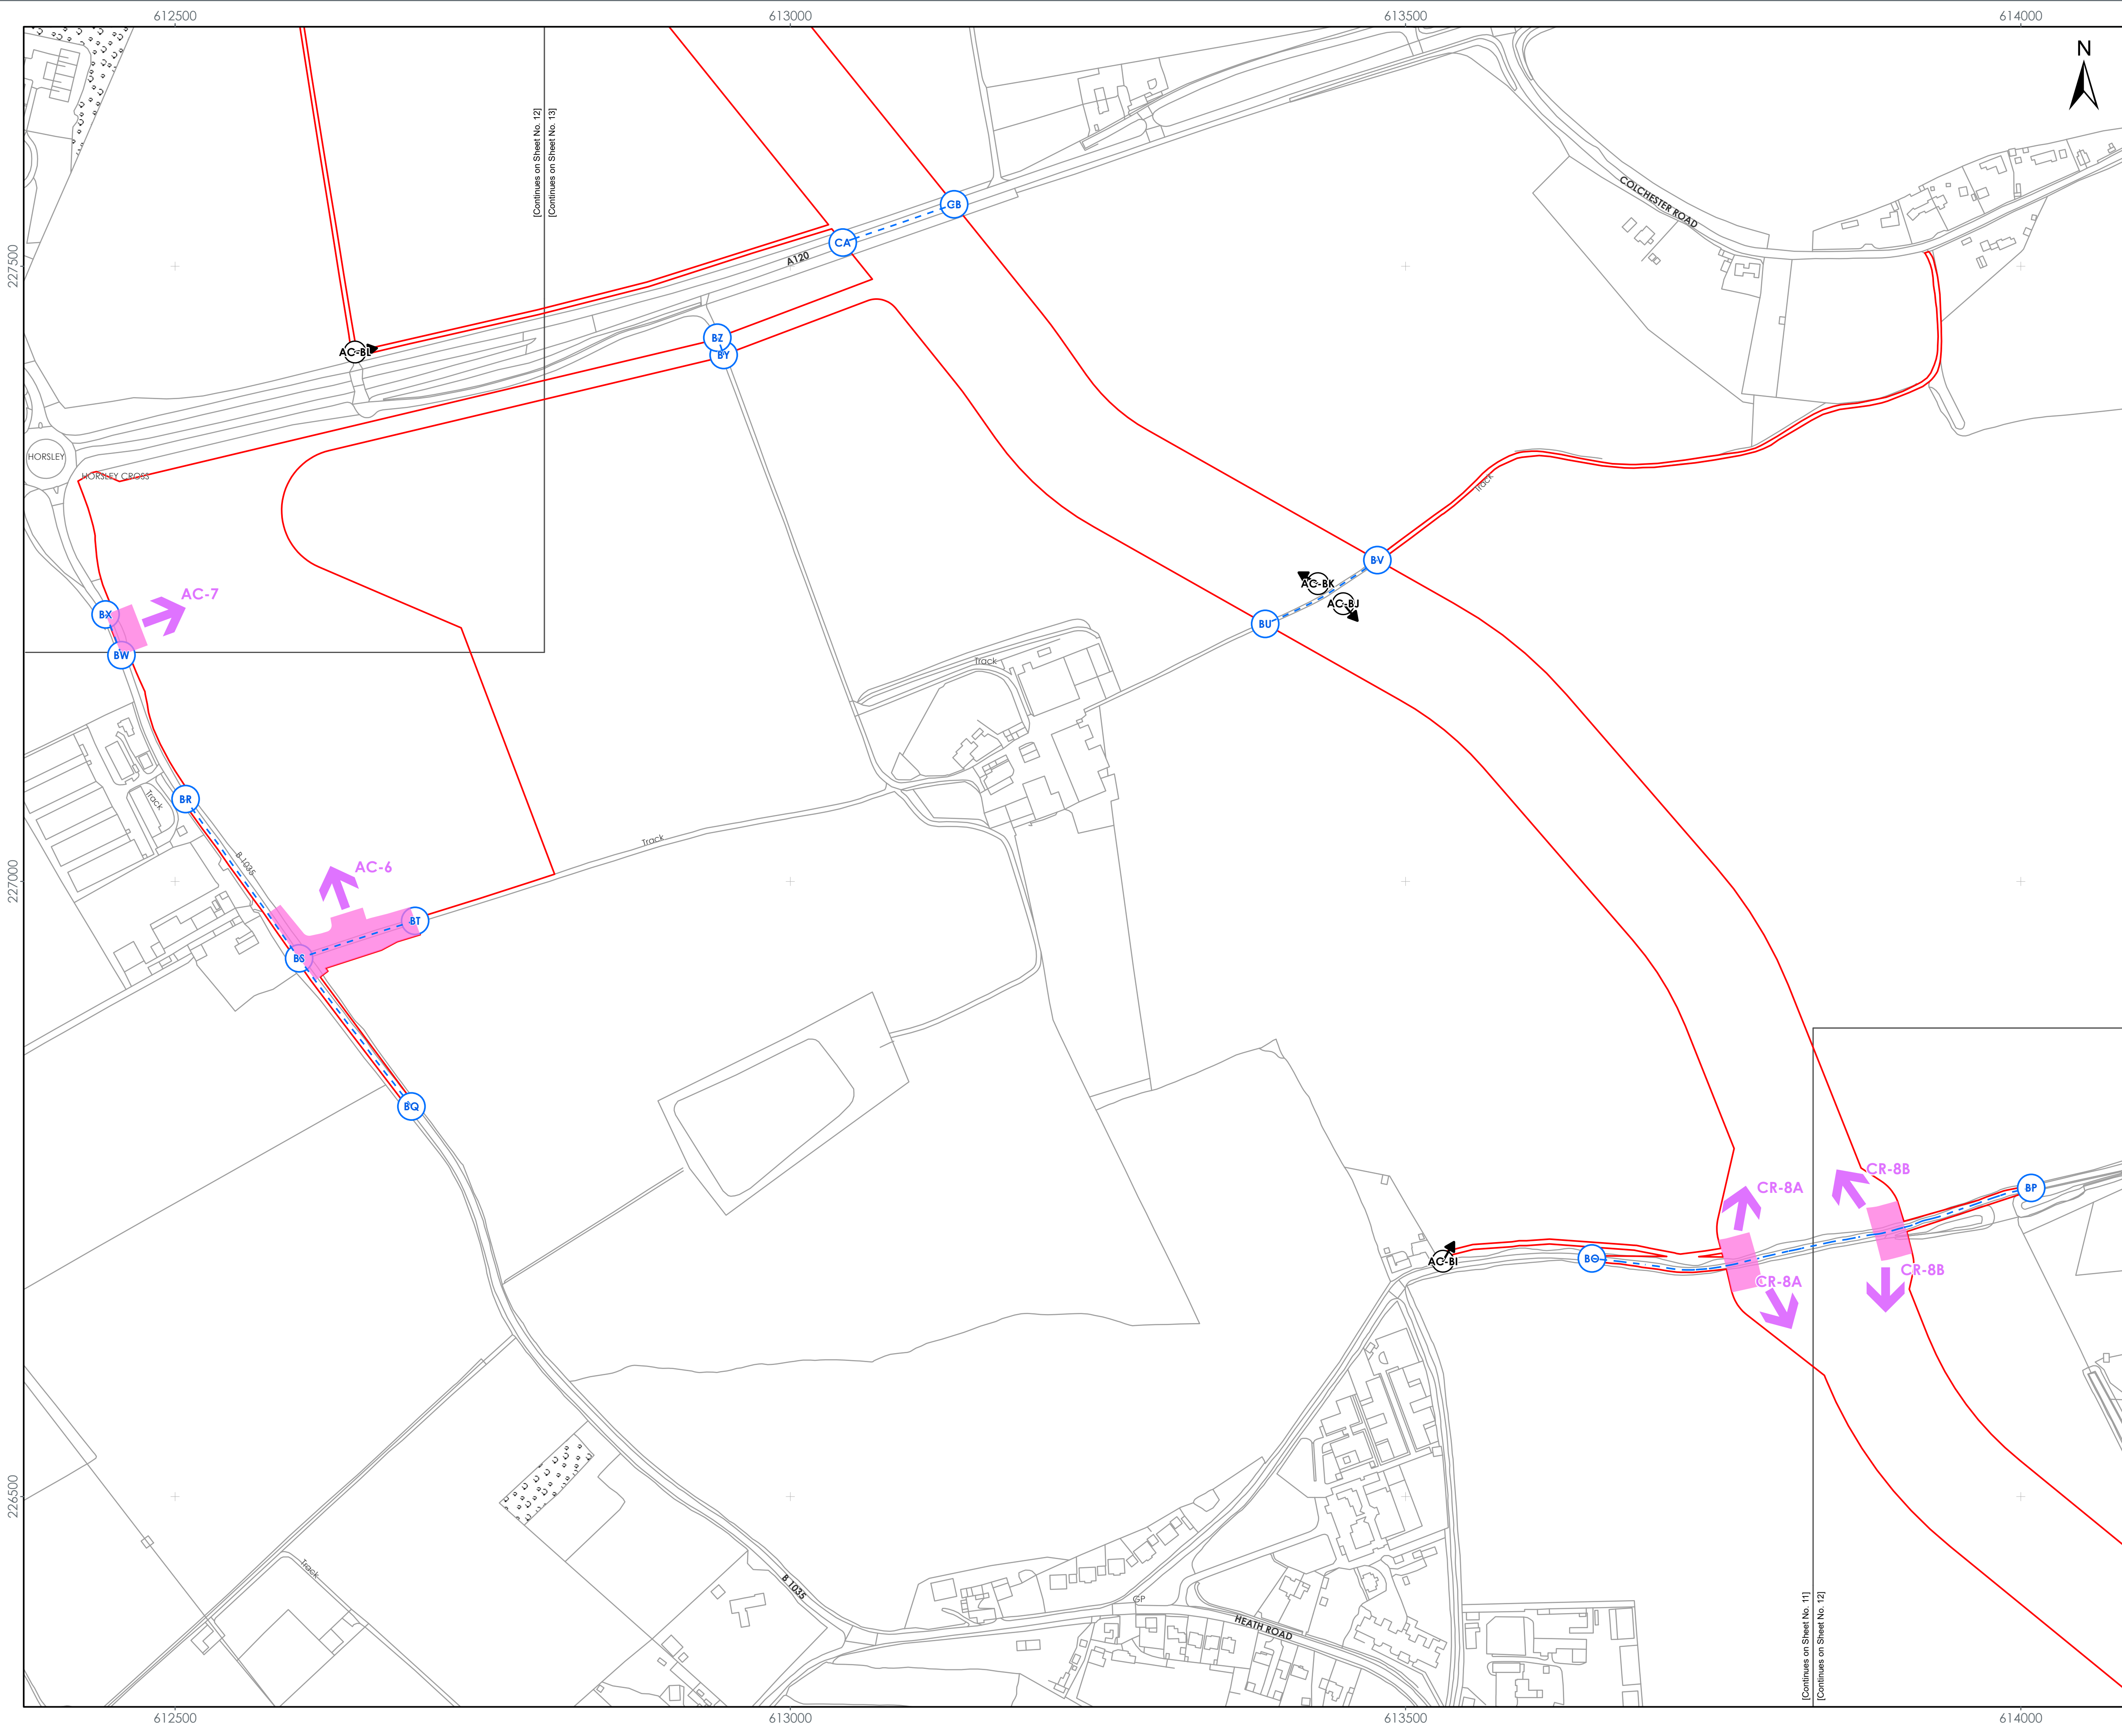 612500
613000
613500
614000
N
[Continues on Sheet No. 12]
[Continues on Sheet No. 13]
COLCHESTER ROAD
GB
CA
A120
227500
AC-BL
BZ
BY
HORSLEY
HORSLEY CROSS
Track
BV
AC-BK
AC-BJ
BU
AC-7
BX
BW
Track
BR
Track
B 1035
Track
AC-6
227000
BT
BS
BQ
CR-8B
CR-8A
BP
AC-BI
BO
CR-8A
CR-8B
226500
Track
B 1035
GP
HEATH ROAD
[Continues on Sheet No. 11]
[Continues on Sheet No. 12]
612500
613000
613500
614000